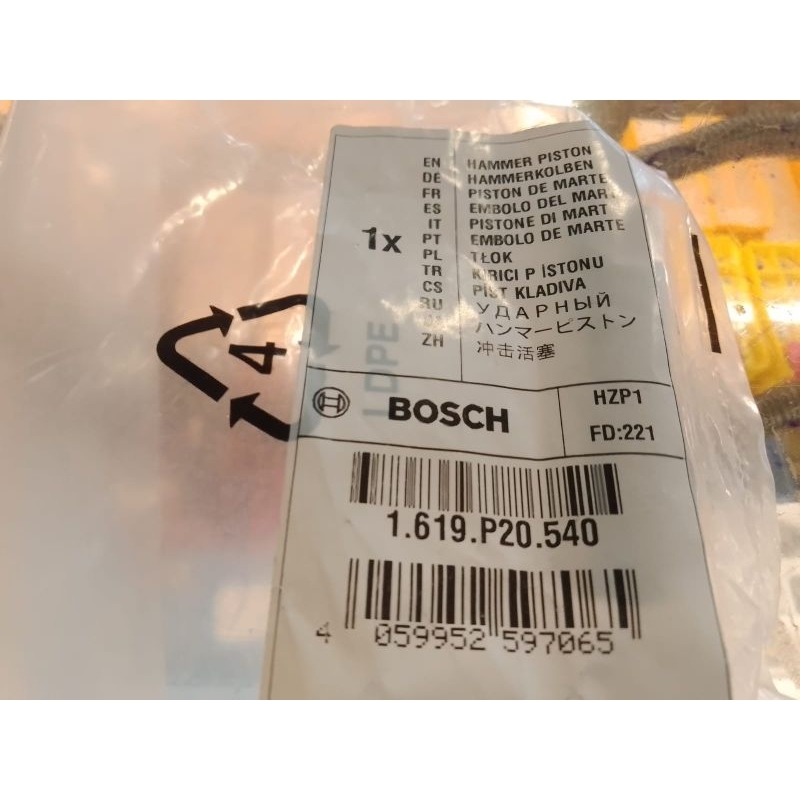 1x
EN HAMMER PISTON
DE HAMMERKOLBEN
FR PISTON DE MARTE
ES EMBOLO DEL MART
IT PISTONE DI MART
PT EMBOLO DE MARTE
PL TŁOK
TR KIRICI P İSTONU
CS PIST KLADIVA
RU УДАРНЫЙ
ハンマーピストン
ZH 冲击活塞
4
LDPE
BOSCH
HZP1
FD:221
1.619.P20.540
4 059952 597065